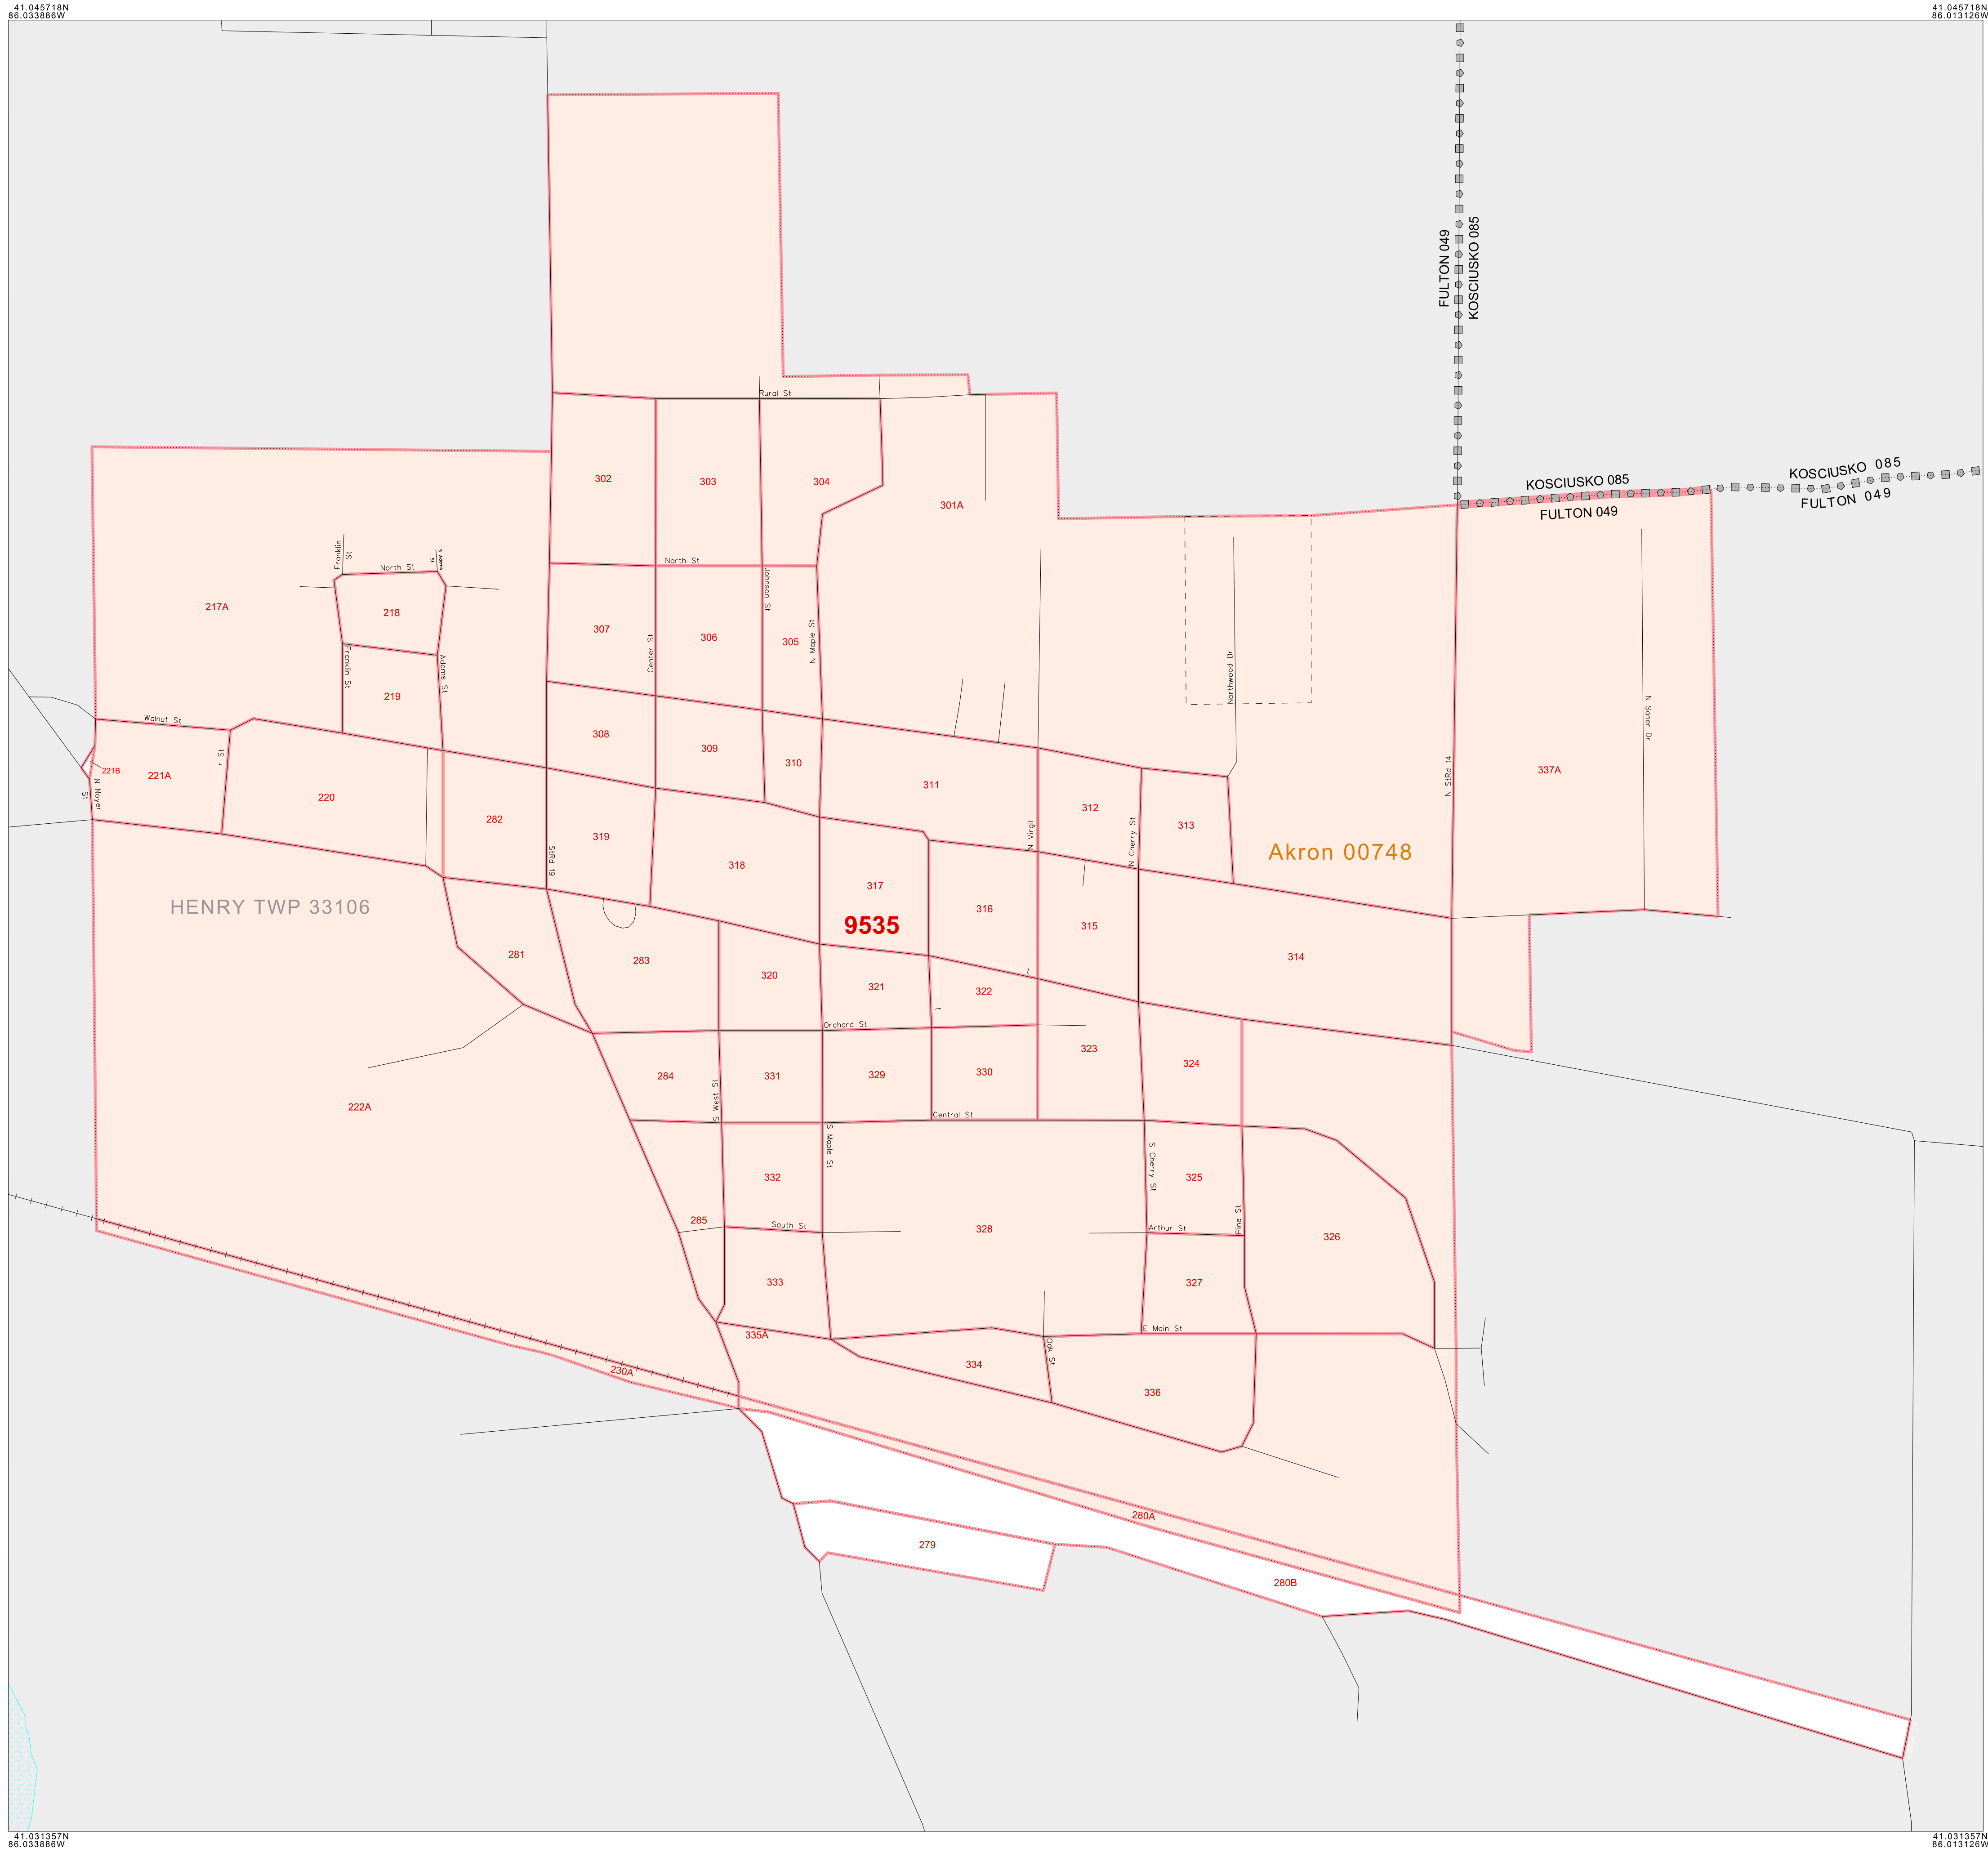 41.045718N
86.033886W
41.045718N
86.013126W
FULTON 049
KOSCIUSKO 085
Rural St
KOSCIUSKO 085
KOSCIUSKO 085
FULTON 049
FULTON 049
302
303
304
301A
Franklin St
S Adams St
North St
North St
217A
218
307
Center St
306
Johnson St
305
N Maple St
Northwood Dr
Franklin St
219
Adams St
N Saner Dr
Walnut St
308
309
310
St
r
221B
221A
N Noyer
St
220
282
StRd 19
319
318
311
N Virgil
312
N Cherry St
313
N StRd 14
337A
Akron 00748
HENRY TWP 33106
317
9535
316
315
314
281
283
320
321
322
t
t
Orchard St
323
324
222A
284
S West St
331
329
330
Central St
S Maple St
332
S Cherry St
325
Pine St
285
South St
328
Arthur St
326
333
327
335A
E Main St
Oak St
334
336
230A
280A
279
280B
41.031357N
86.033886W
41.031357N
86.013126W